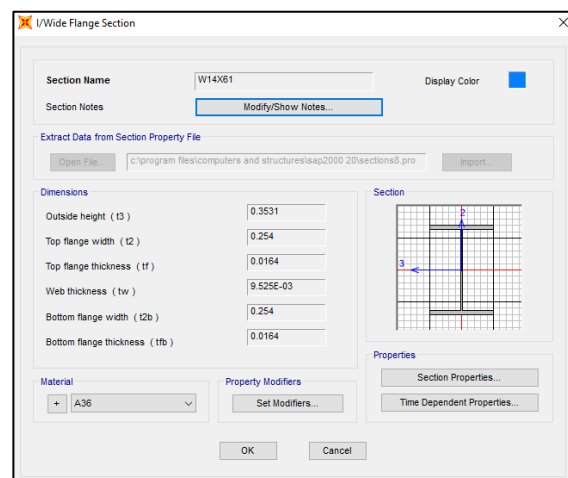 I/Wide Flange Section
Section Name W14X61 Display Color
Section Notes Modify/Show Notes...
Extract Data from Section Property File
Open File... c:\program files\computers and structures\sap2000 20\sections8.pro Import...
Dimensions
Outside height ( t3 ) 0.3531
Top flange width ( t2 ) 0.254
Top flange thickness ( tf ) 0.0164
Web thickness ( tw ) 9.525E-03
Bottom flange width ( t2b ) 0.254
Bottom flange thickness ( tfb ) 0.0164
Section
2
3
Material
+ A36
Property Modifiers
Set Modifiers...
Properties
Section Properties...
Time Dependent Properties...
OK Cancel